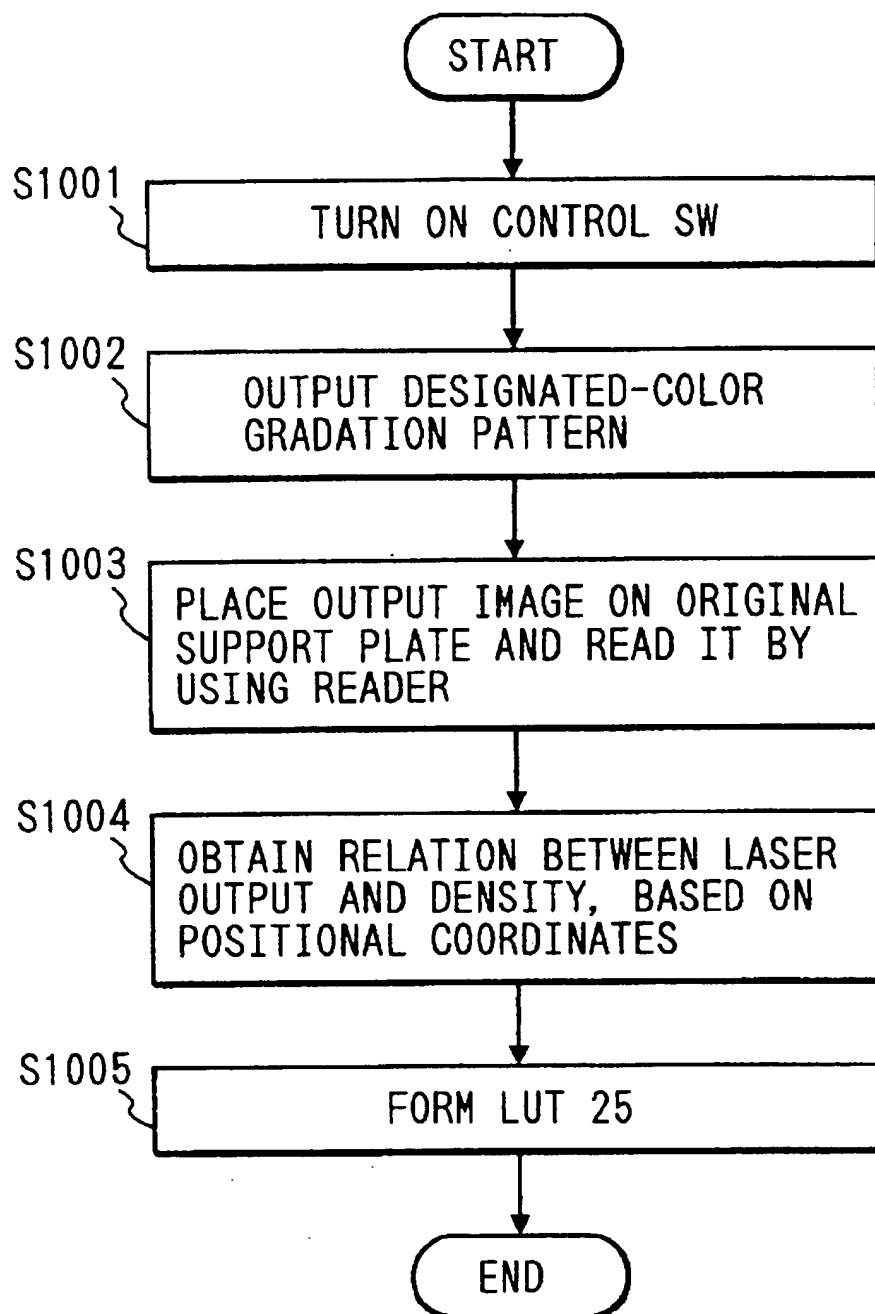 START
S1001
TURN ON CONTROL SW
S1002
OUTPUT DESIGNATED-COLOR
GRADATION PATTERN
S1003
PLACE OUTPUT IMAGE ON ORIGINAL
SUPPORT PLATE AND READ IT BY
USING READER
S1004
OBTAIN RELATION BETWEEN LASER
OUTPUT AND DENSITY, BASED ON
POSITIONAL COORDINATES
S1005
FORM LUT 25
END